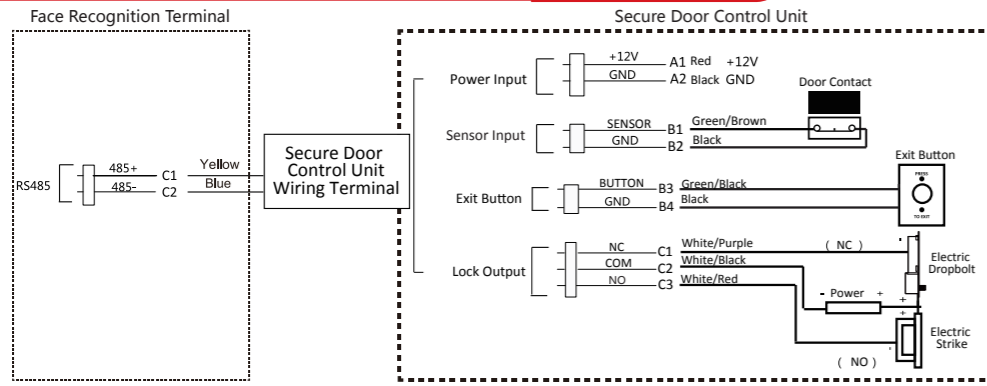 Face Recognition Terminal
Secure Door Control Unit
RS485
485+ C1 Yellow
485- C2 Blue
Secure Door
Control Unit
Wiring Terminal
Power Input
+12V A1 Red +12V
GND A2 Black GND
Door Contact
Sensor Input
SENSOR B1 Green/Brown
GND B2 Black
Exit Button
PRESS
TO EXIT
Exit Button
BUTTON B3 Green/Black
GND B4 Black
Lock Output
NC C1 White/Purple ( NC )
COM C2 White/Black
NO C3 White/Red
Electric
Dropbolt
- Power + +
- +
Electric
Strike
-
( NO )